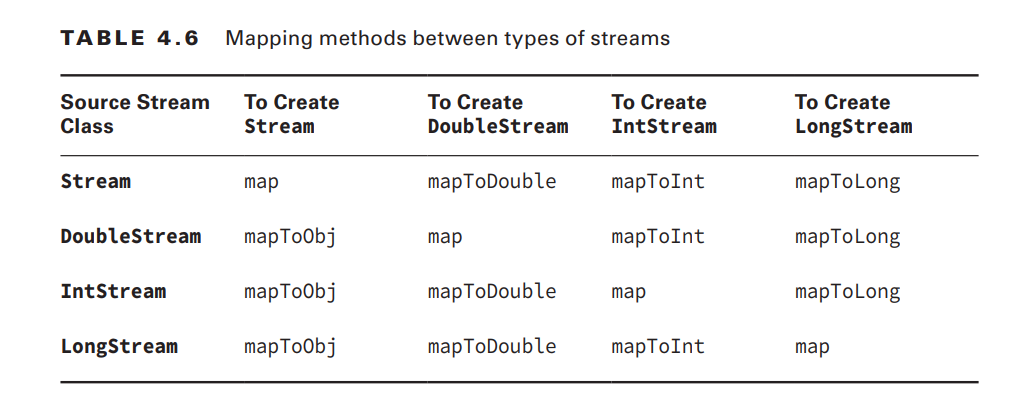 TABLE 4.6 Mapping methods between types of streams
Source Stream Class To Create Stream To Create DoubleStream To Create IntStream To Create LongStream
Stream map mapToDouble mapToInt mapToLong
DoubleStream mapToObj map mapToInt mapToLong
IntStream mapToObj mapToDouble map mapToLong
LongStream mapToObj mapToDouble mapToInt map